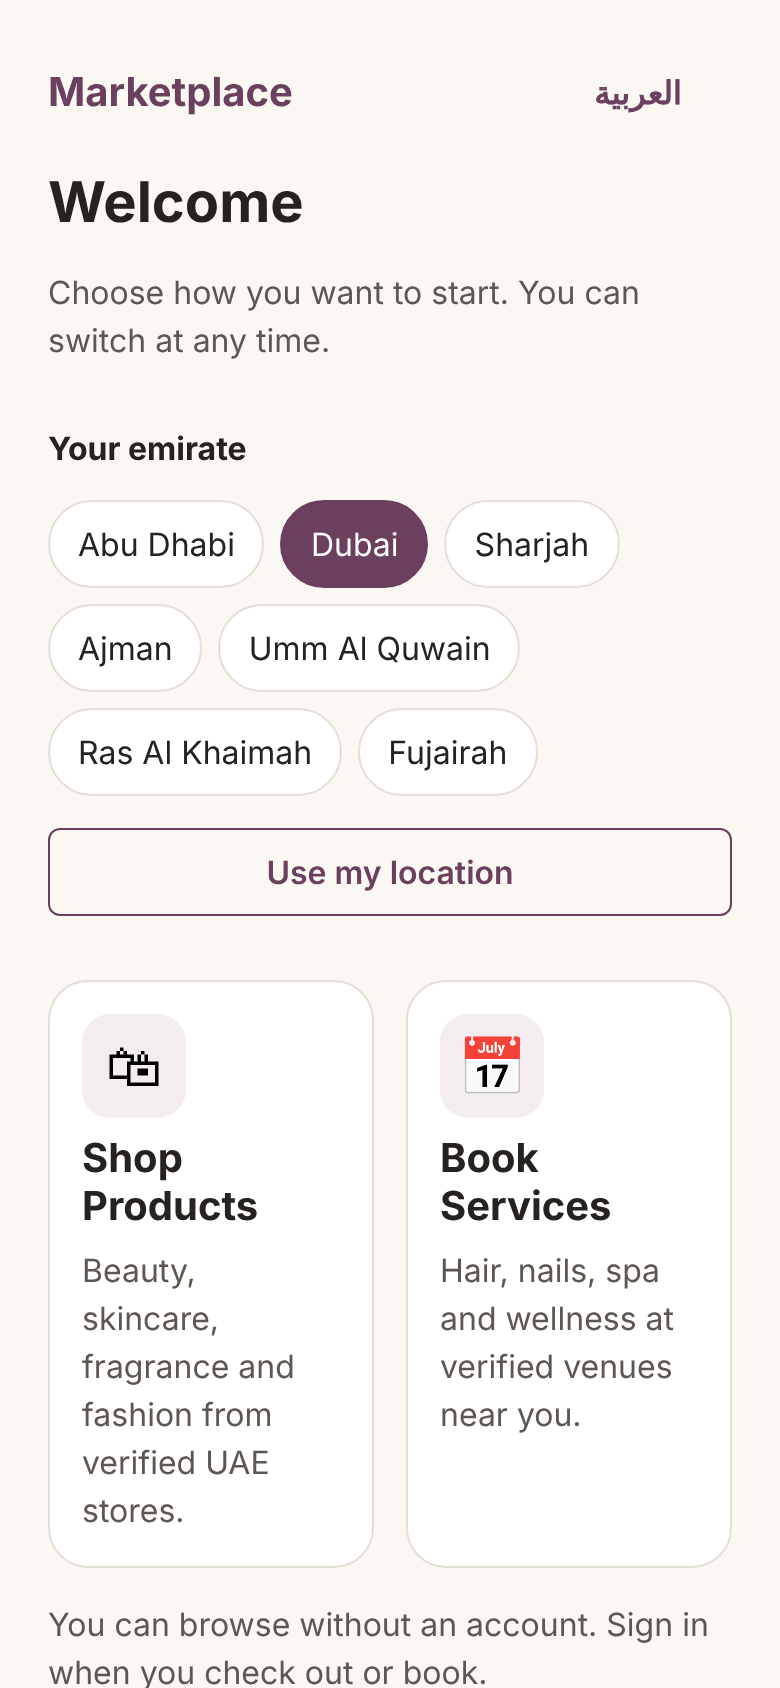 Marketplace
العربية
Welcome
Choose how you want to start. You can
switch at any time.
Your emirate
Abu Dhabi
Dubai
Sharjah
Ajman
Umm Al Quwain
Ras Al Khaimah
Fujairah
Use my location
Shop
Products
Beauty,
skincare,
fragrance and
fashion from
verified UAE
stores.
July
17
Book
Services
Hair, nails, spa
and wellness at
verified venues
near you.
You can browse without an account. Sign in
when you check out or book.